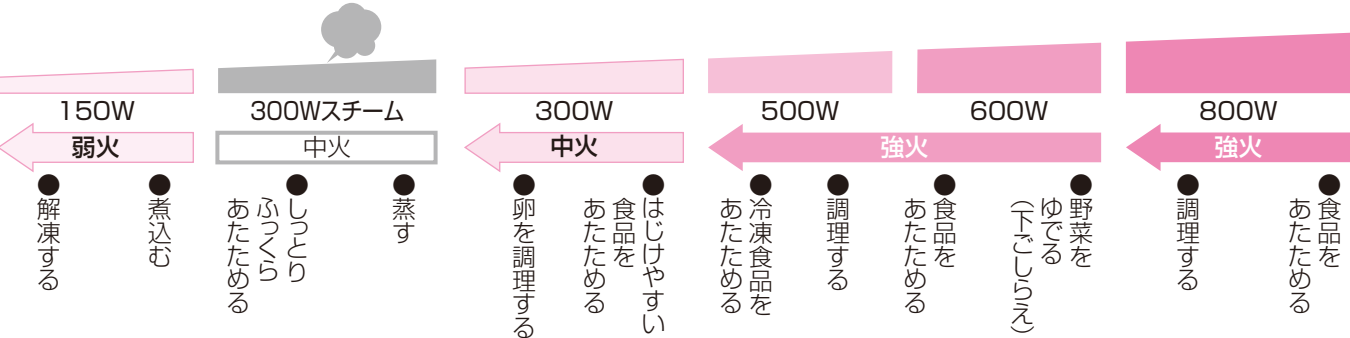 150W
300Wスチーム
300W
500W
600W
800W
弱火
中火
中火
強火
強火
●食品を
あたためる
●調理する
●野菜を
ゆでる
(下ごしらえ)
●食品を
あたためる
●調理する
●冷凍食品を
あたためる
●はじけやすい
食品を
あたためる
●卵を調理する
●蒸す
●しっとり
ふっくら
あたためる
●煮込む
●解凍する